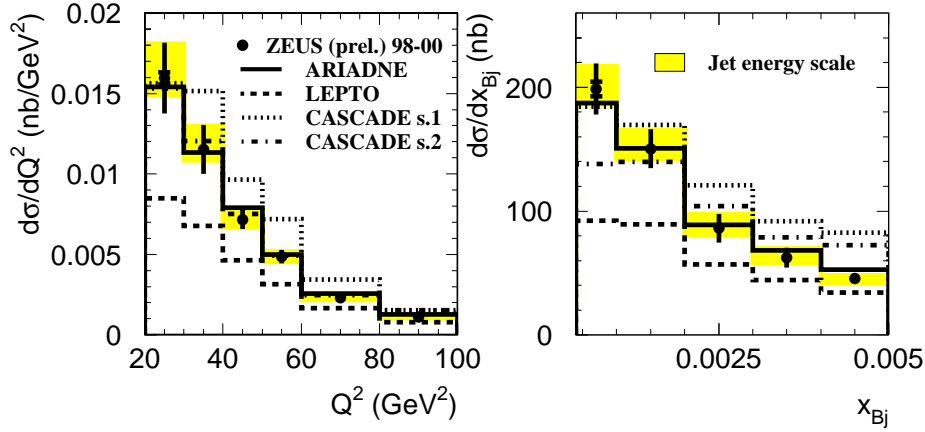 dσ/dQ² (nb/GeV²)
0.02
0.015
0.01
0.005
0
20 40 60 80 100
Q² (GeV²)
ZEUS (prel.) 98-00
ARIADNE
LEPTO
CASCADE s.1
CASCADE s.2
dσ/dx_Bj (nb)
200
100
0
0.0025 0.005
x_Bj
Jet energy scale